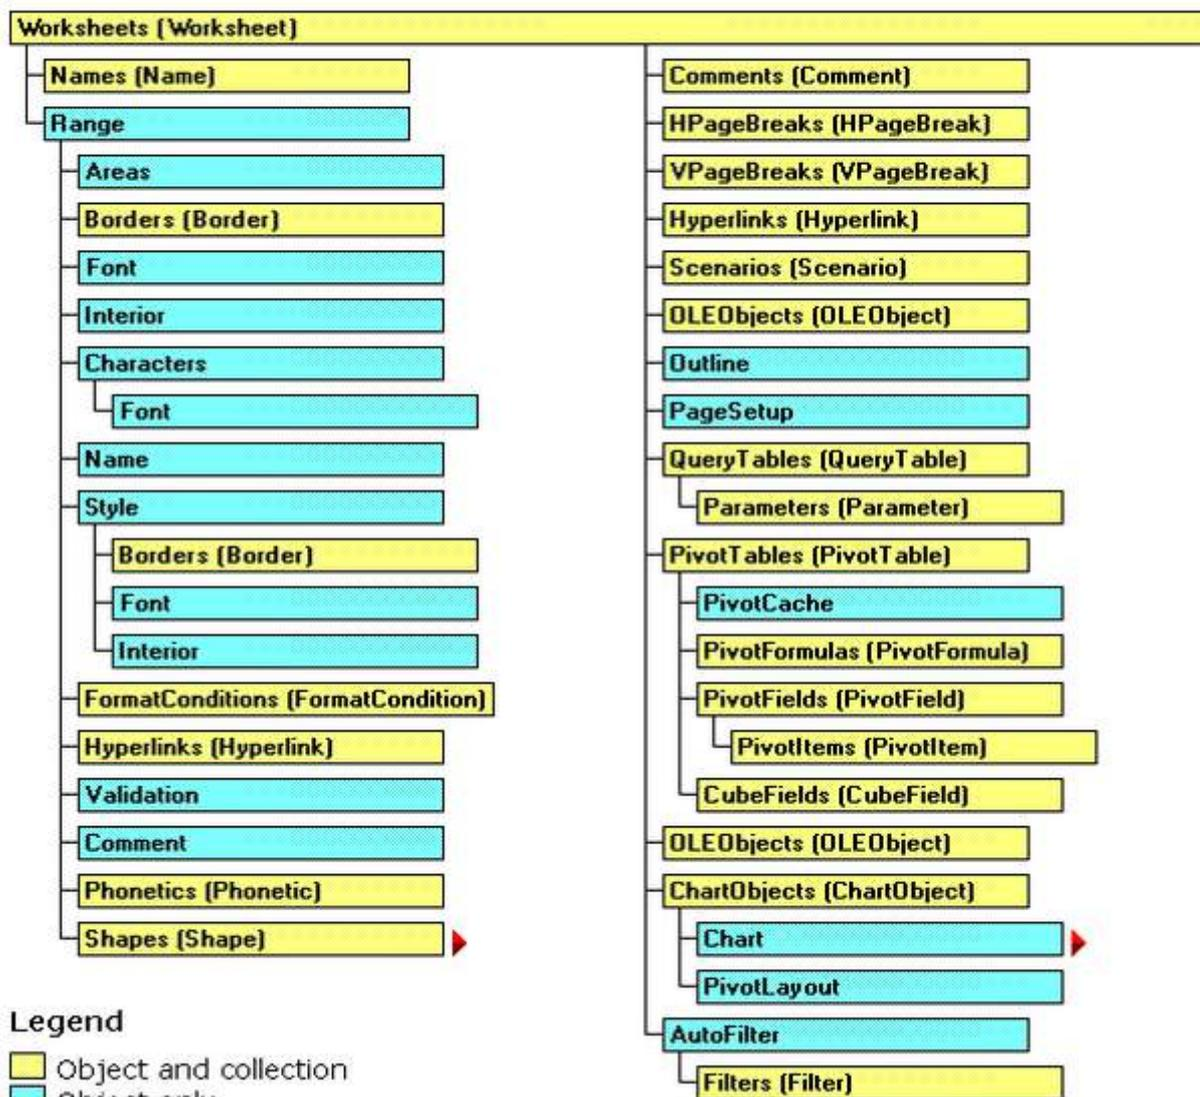 Worksheets (Worksheet)
Names (Name)
Range
Areas
Borders (Border)
Font
Interior
Characters
Font
Name
Style
Borders (Border)
Font
Interior
FormatConditions (FormatCondition)
Hyperlinks (Hyperlink)
Validation
Comment
Phonetics (Phonetic)
Shapes (Shape)
Comments (Comment)
HPageBreaks (HPageBreak)
VPageBreaks (VPageBreak)
Hyperlinks (Hyperlink)
Scenarios (Scenario)
OLEObjects (OLEObject)
Outline
PageSetup
QueryTables (QueryTable)
Parameters (Parameter)
PivotTables (PivotTable)
PivotCache
PivotFormulas (PivotFormula)
PivotFields (PivotField)
PivotItems (PivotItem)
CubeFields (CubeField)
OLEObjects (OLEObject)
ChartObjects (ChartObject)
Chart
PivotLayout
AutoFilter
Filters (Filter)
Legend
Object and collection
Object only